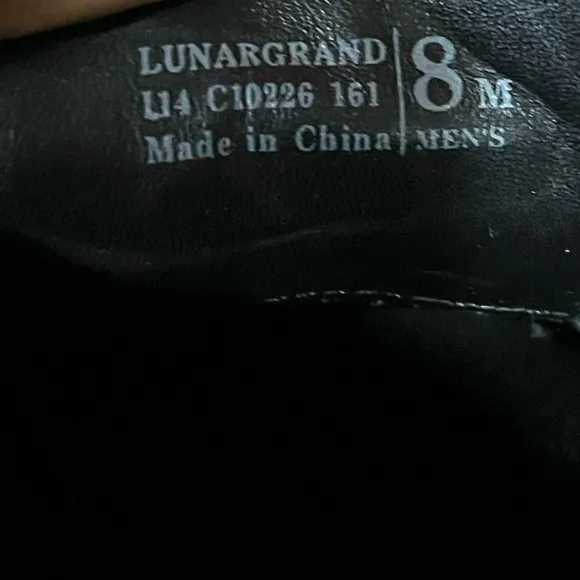 LUNARGRAND
L14 C10226 161
Made in China
8 M
MEN'S